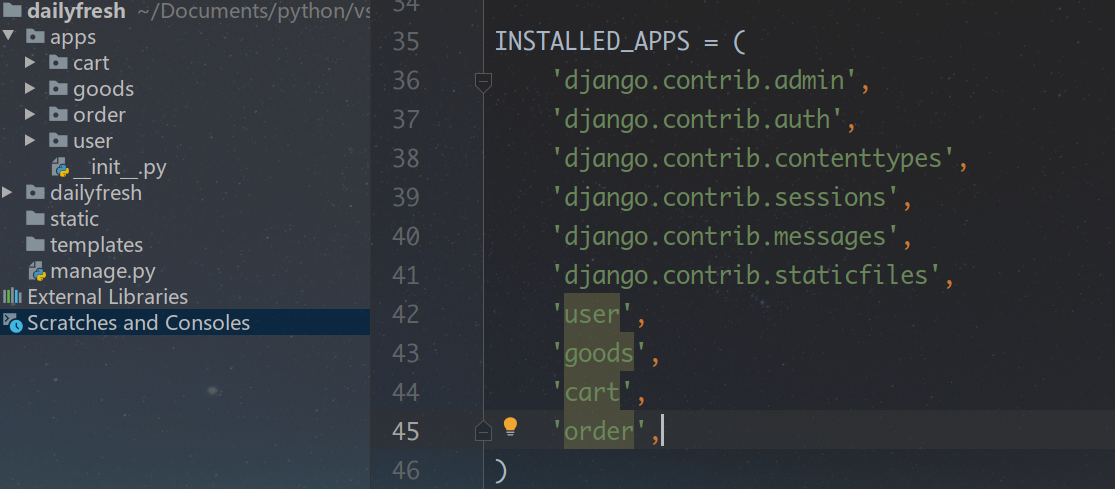 dailyfresh ~/Documents/python/vs
apps
cart
goods
order
user
__init__.py
dailyfresh
static
templates
manage.py
External Libraries
Scratches and Consoles
34
35 INSTALLED_APPS = (
36 'django.contrib.admin',
37 'django.contrib.auth',
38 'django.contrib.contenttypes',
39 'django.contrib.sessions',
40 'django.contrib.messages',
41 'django.contrib.staticfiles',
42 'user',
43 'goods',
44 'cart',
45 'order',
46 )